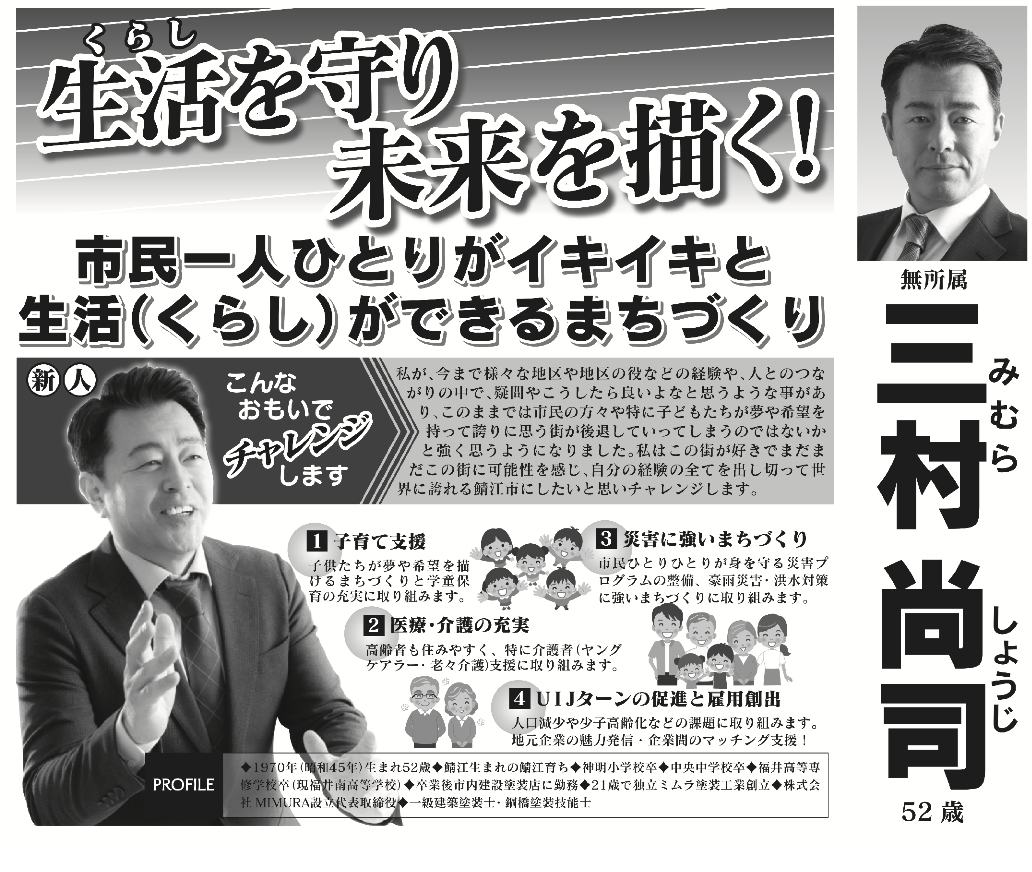 くらし
生活を守り
未来を描く!
市民一人ひとりがイキイキと
生活(くらし)ができるまちづくり
新人
こんな
おもいで
チャレンジ
します
私が、今まで様々な地区や地区の役などの経験や、人とのつな
がりの中で、疑問やこうしたら良いよなと思うような事があ
り、このままでは市民の方々や特に子どもたちが夢や希望を
持って誇りに思う街が後退していってしまうのではないか
と強く思うようになりました。私はこの街が好きでまだま
だこの街に可能性を感じ、自分の経験の全てを出し切って世
界に誇れる鯖江市にしたいと思いチャレンジします。
1 子育て支援
子供たちが夢や希望を描
けるまちづくりと学童保
育の充実に取り組みます。
2 医療・介護の充実
高齢者も住みやすく、特に介護者(ヤング
ケアラー・老々介護)支援に取り組みます。
3 災害に強いまちづくり
市民ひとりひとりが身を守る災害プ
ログラムの整備、豪雨災害・洪水対策
に強いまちづくりに取り組みます。
4 UIJターンの促進と雇用創出
人口減少や少子高齢化などの課題に取り組みます。
地元企業の魅力発信・企業間のマッチング支援!
PROFILE
◆1970年(昭和45年)生まれ52歳◆鯖江生まれの鯖江育ち◆神明小学校卒◆中央中学校卒◆福井高等専
修学校卒(現福井南高等学校)◆卒業後市内建設塗装店に勤務◆21歳で独立ミムラ塗装工業創立◆株式会
社MIMURA設立代表取締役◆一級建築塗装士・鋼橋塗装技能士
無所属
三村 尚司
みむら しょうじ
52歳